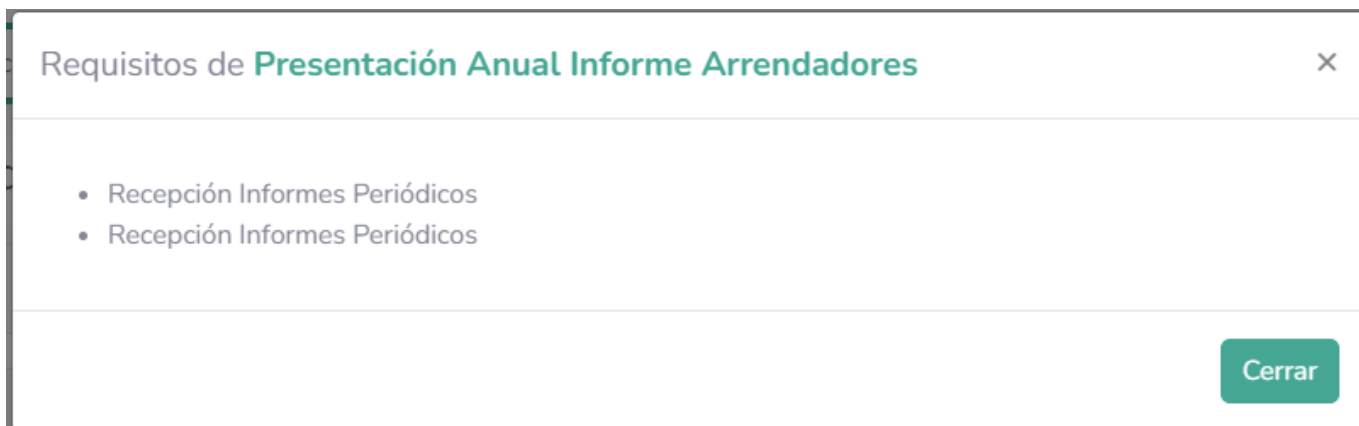 Requisitos de Presentación Anual Informe Arrendadores ×
• Recepción Informes Periódicos
• Recepción Informes Periódicos
Cerrar